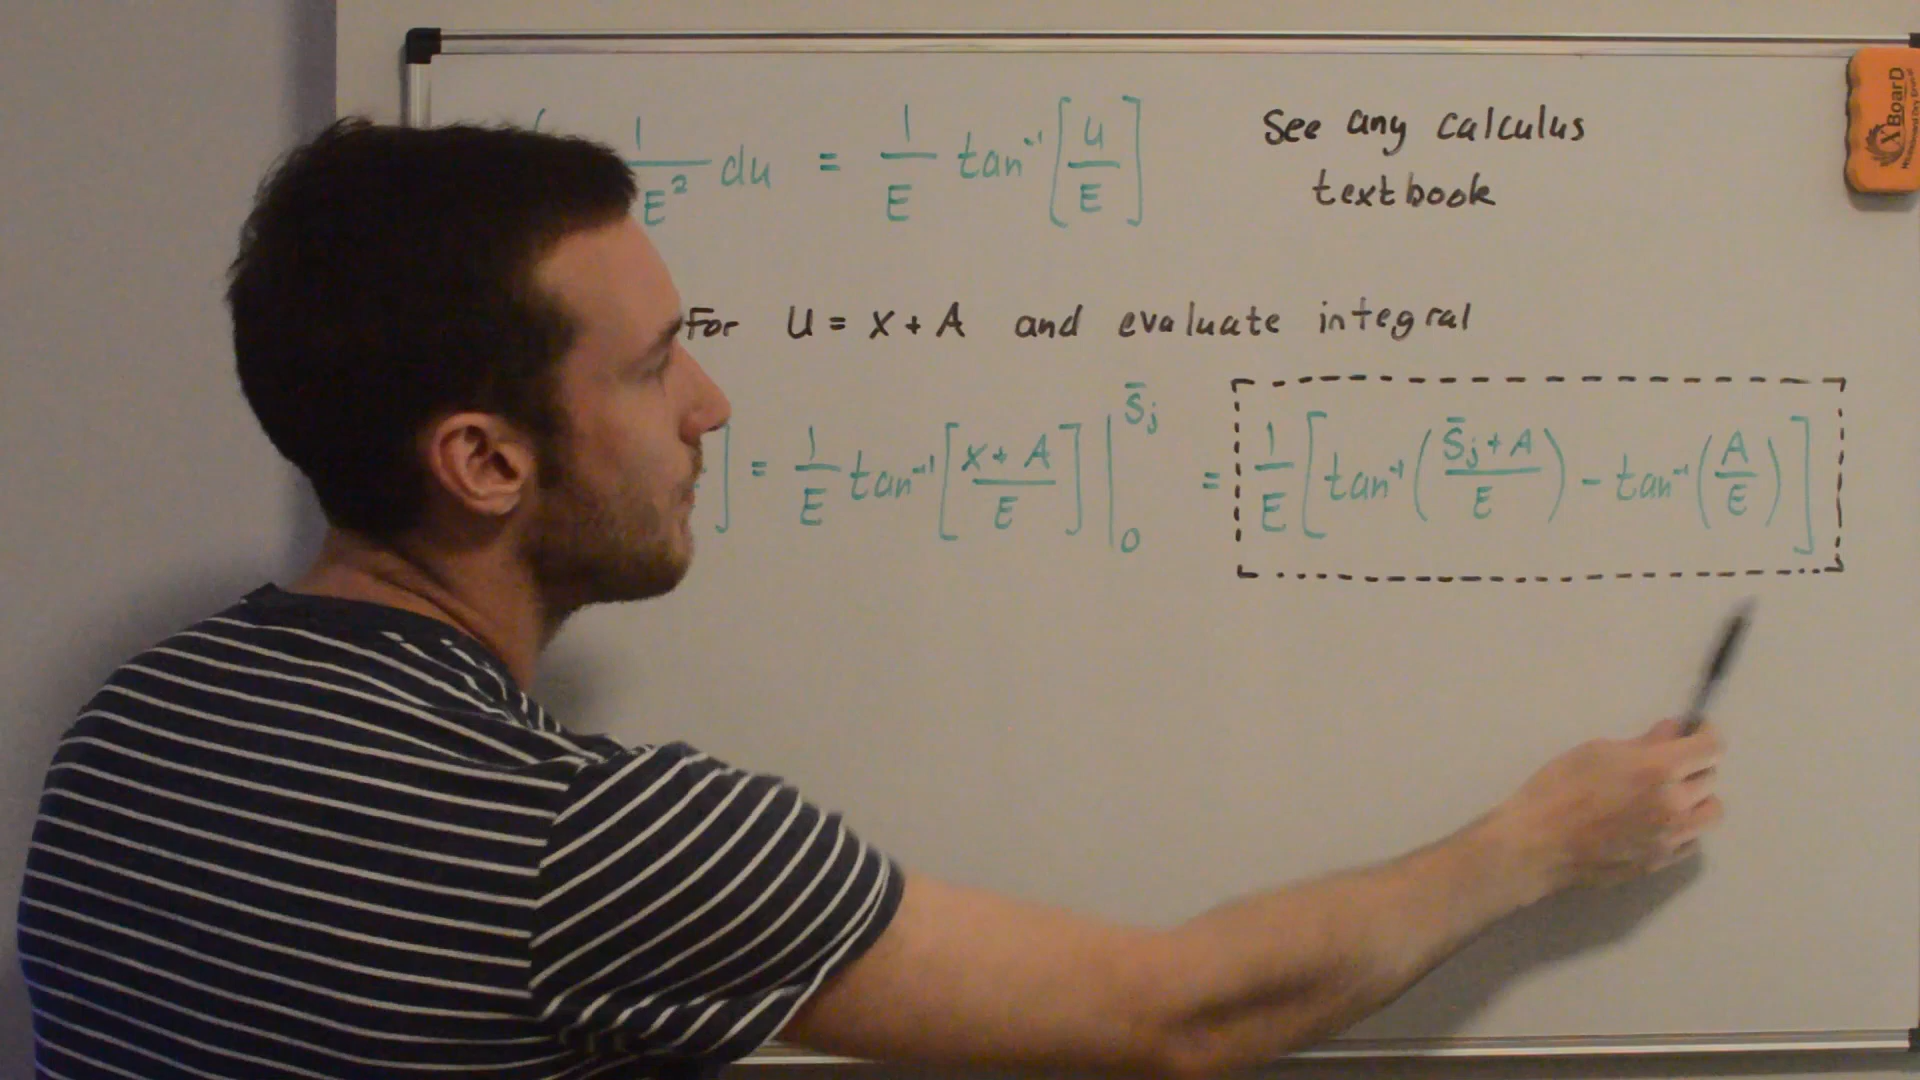 1/E² du = 1/E tan⁻¹[u/E]
See any calculus
textbook
For U = X + A and evaluate integral
] = 1/E tan⁻¹[X + A/E] |₀^S̄ⱼ = 1/E [tan⁻¹(S̄ⱼ + A/E) - tan⁻¹(A/E)]
XBoarD